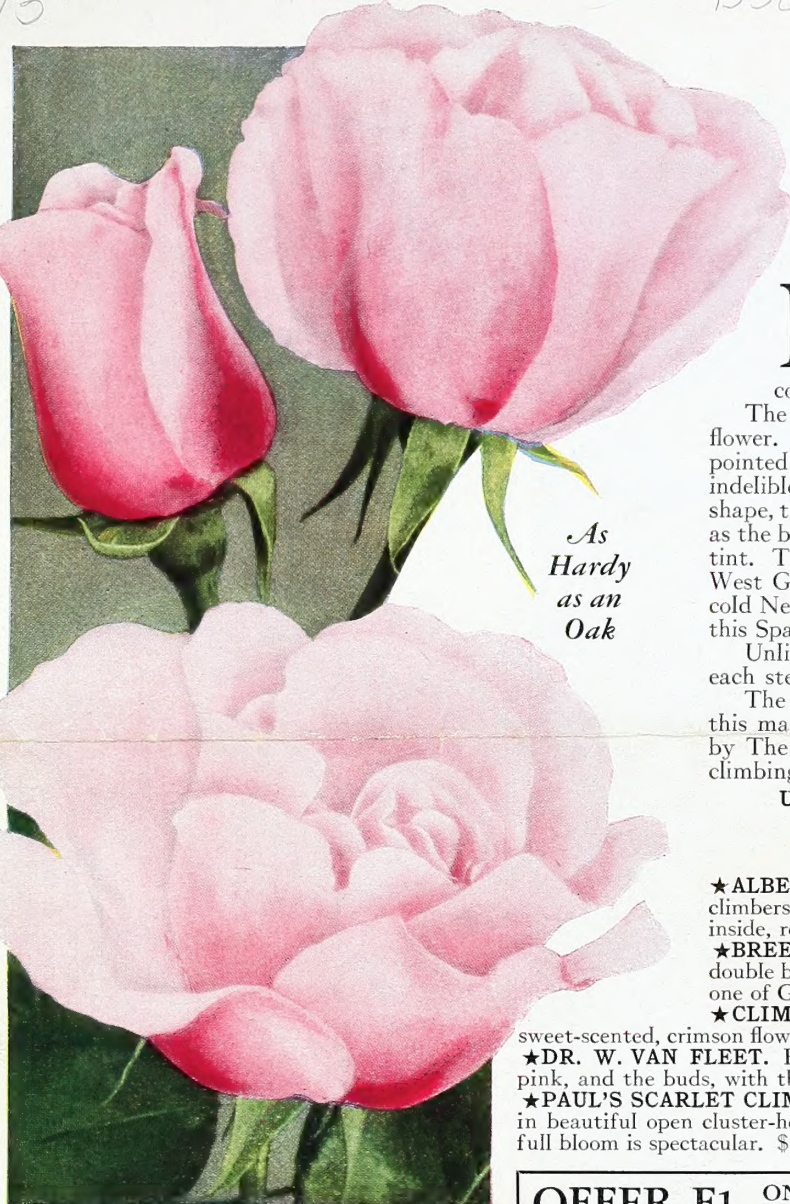 As
Hardy
as an
Oak
The
flower.
pointed
shape, t
as the b
tint. T
West G
cold Ne
this Spa
each ste
The
this ma
by The
climbing
★ALBE
climbers
inside, r
★BREE
double b
one of G
★CLIM
sweet-scented, crimson flow
★DR. W. VAN FLEET.
pink, and the buds, with th
★PAUL'S SCARLET CLIM
in beautiful open cluster-h
full bloom is spectacular. $
OFFER F1 ON